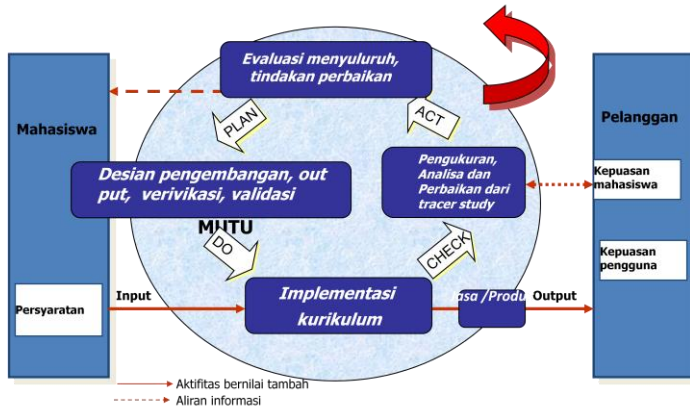 Evaluasi menyuluruh,
tindakan perbaikan
Mahasiswa
PLAN
ACT
Pelanggan
Desian pengembangan, out
put, verivikasi, validasi
Pengukuran,
Analisa dan
Perbaikan dari
tracer study
Kepuasan
mahasiswa
MUTU
DO
CHECK
Kepuasan
pengguna
Persyaratan
Input
Implementasi
kurikulum
Jasa /Produ
Output
Aktifitas bernilai tambah
Aliran informasi